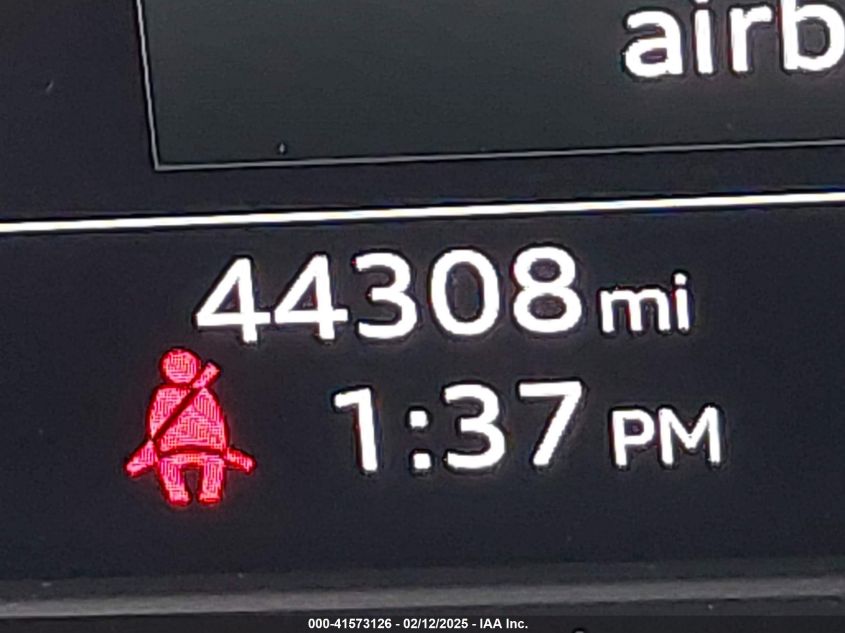 airb
44308 mi
1:37 PM
000-41573126 - 02/12/2025 - IAA Inc.